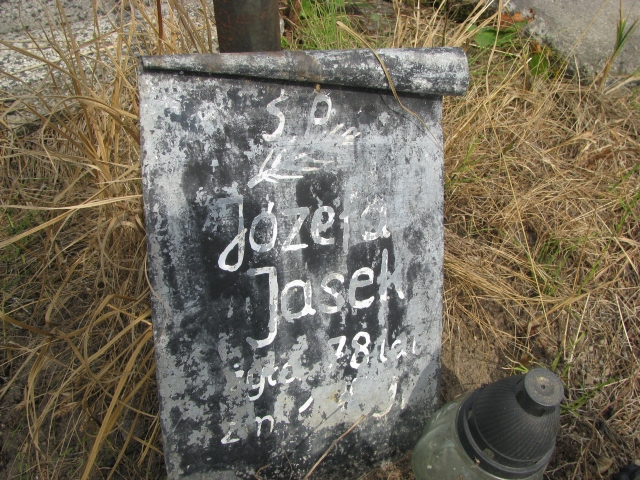 Ś P
Józefa
Jasek
żyła 78 lat
zm